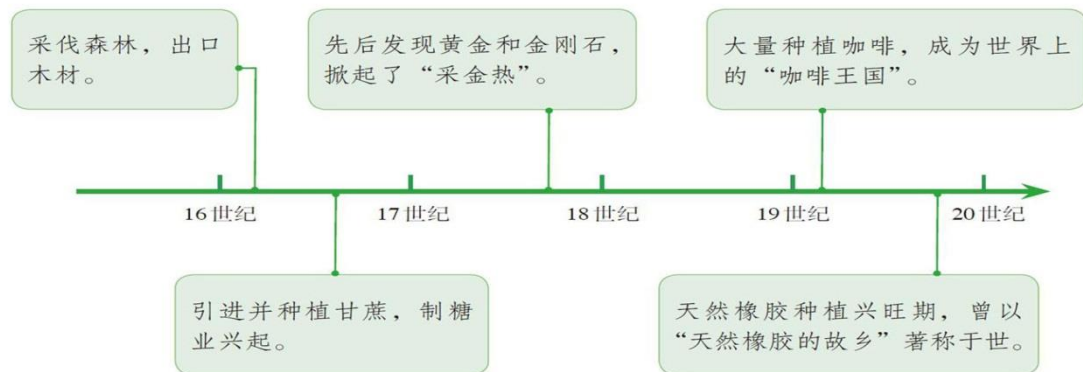 采伐森林，出口
木材。
先后发现黄金和金刚石，
掀起了“采金热”。
大量种植咖啡，成为世界上
的“咖啡王国”。
16世纪
17世纪
18世纪
19世纪
20世纪
引进并种植甘蔗，制糖
业兴起。
天然橡胶种植兴旺期，曾以
“天然橡胶的故乡”著称于世。